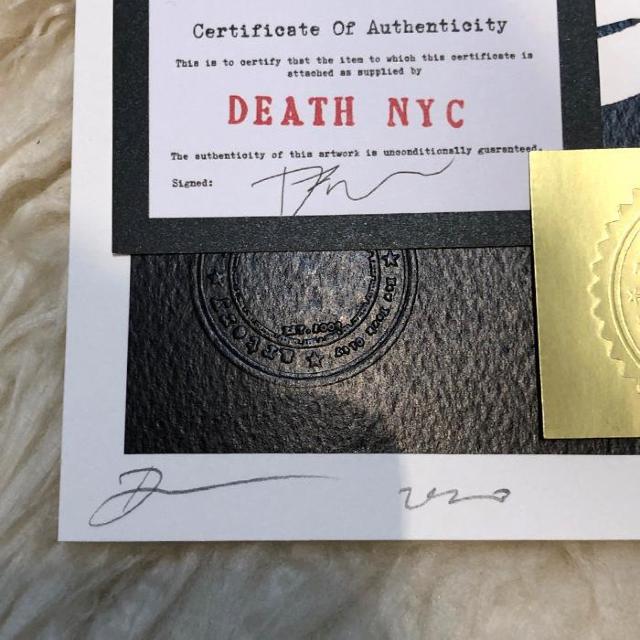 Certificate Of Authenticity
This is to certify that the item to which this certificate is
attached as supplied by
DEATH NYC
The authenticity of this artwork is unconditionally guaranteed.
Signed: